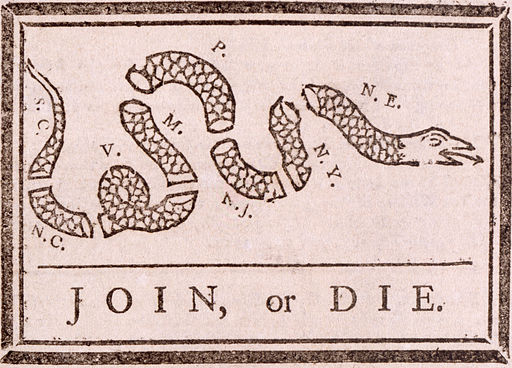 S. C.
N. C.
V.
M.
P.
N. J.
N. Y.
N. E.
JOIN, or DIE.